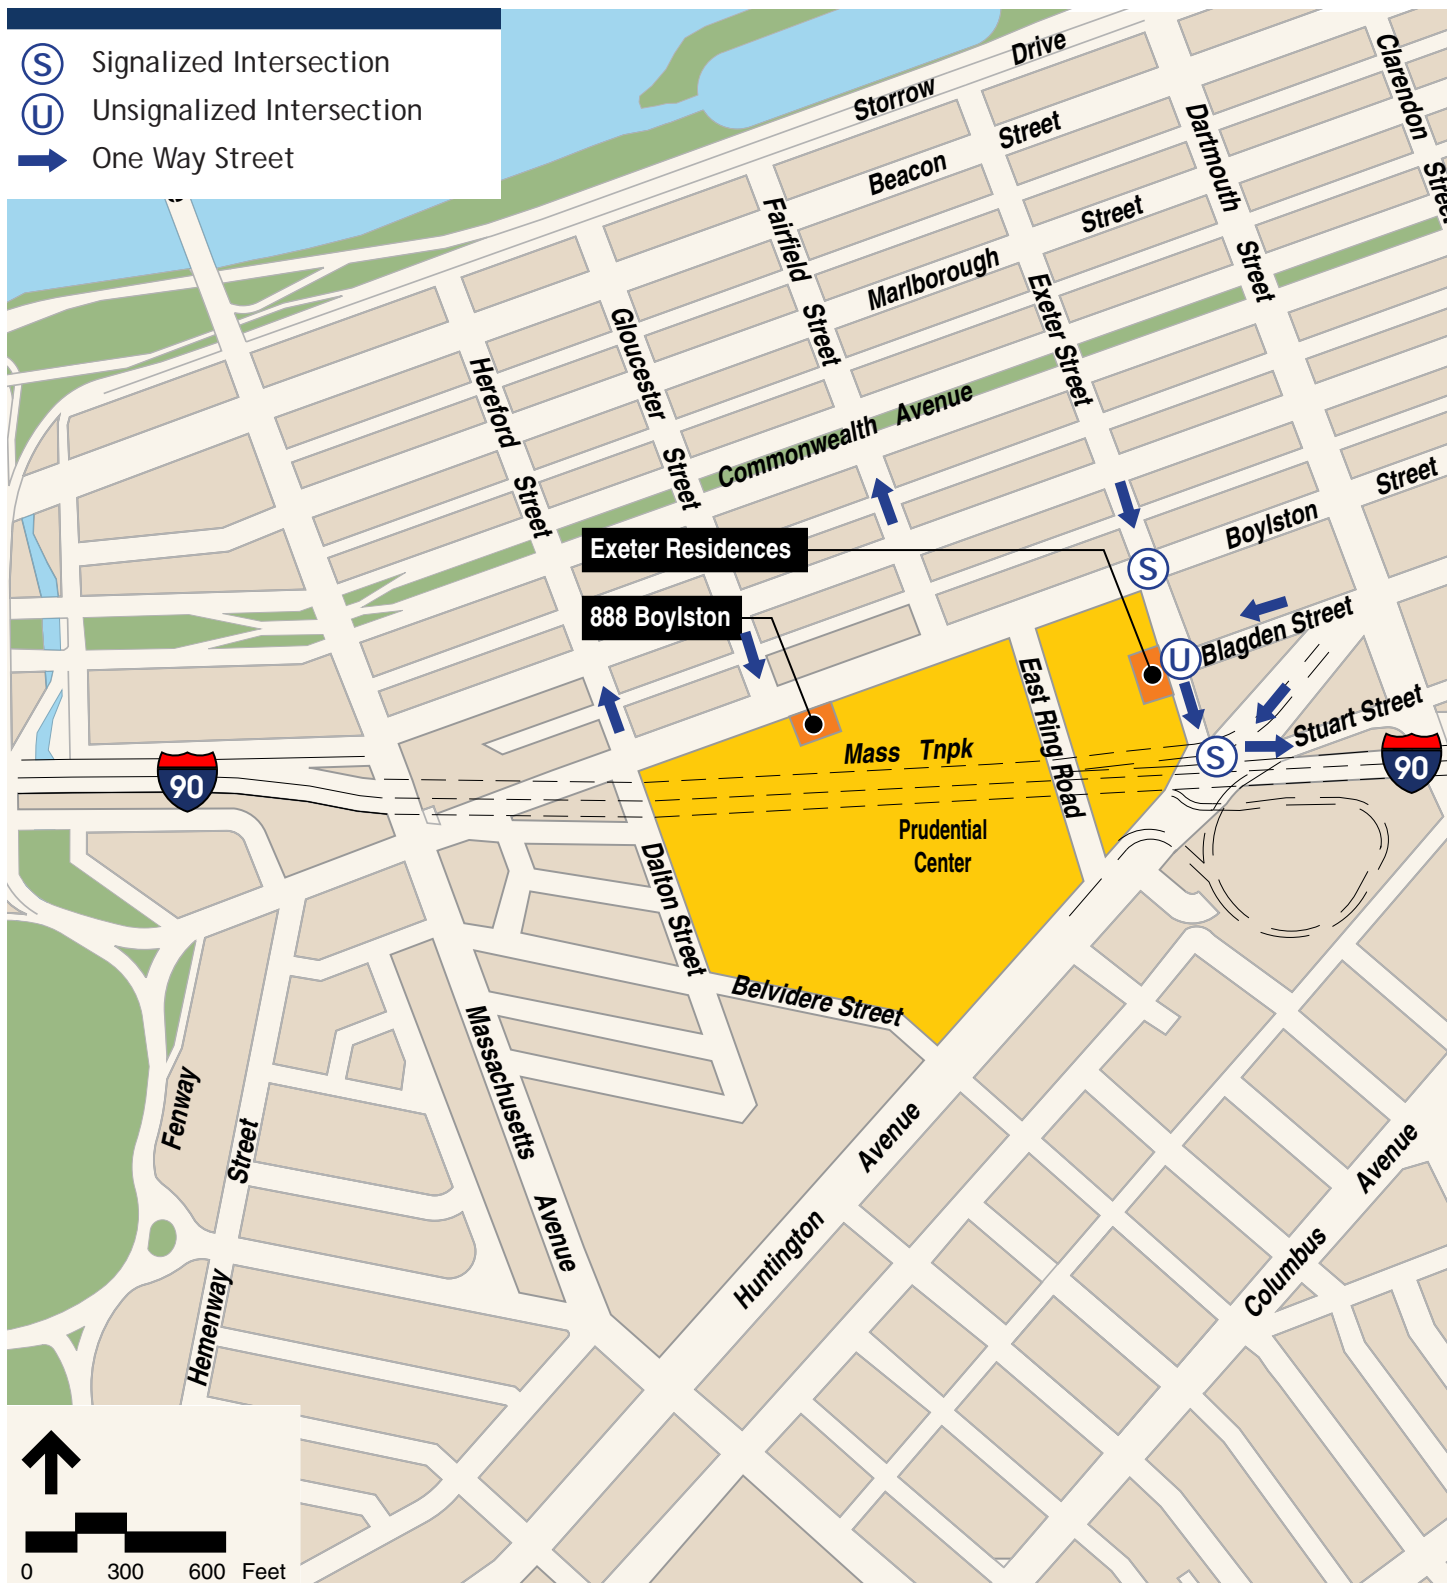 S Signalized Intersection
U Unsignalized Intersection
One Way Street
Storrow Drive
Clarendon Street
Beacon Street
Dartmouth Street
Fairfield Street
Marlborough Street
Exeter Street
Gloucester Street
Hereford Street
Commonwealth Avenue
Boylston Street
Exeter Residences
S
888 Boylston
U
Blagden Street
East Ring Road
Stuart Street
S
Mass Tnpk
90
90
Prudential
Center
Dalton Street
Belvidere Street
Massachusetts Avenue
Fenway
Hemenway Street
Huntington Avenue
Columbus Avenue
0 300 600 Feet